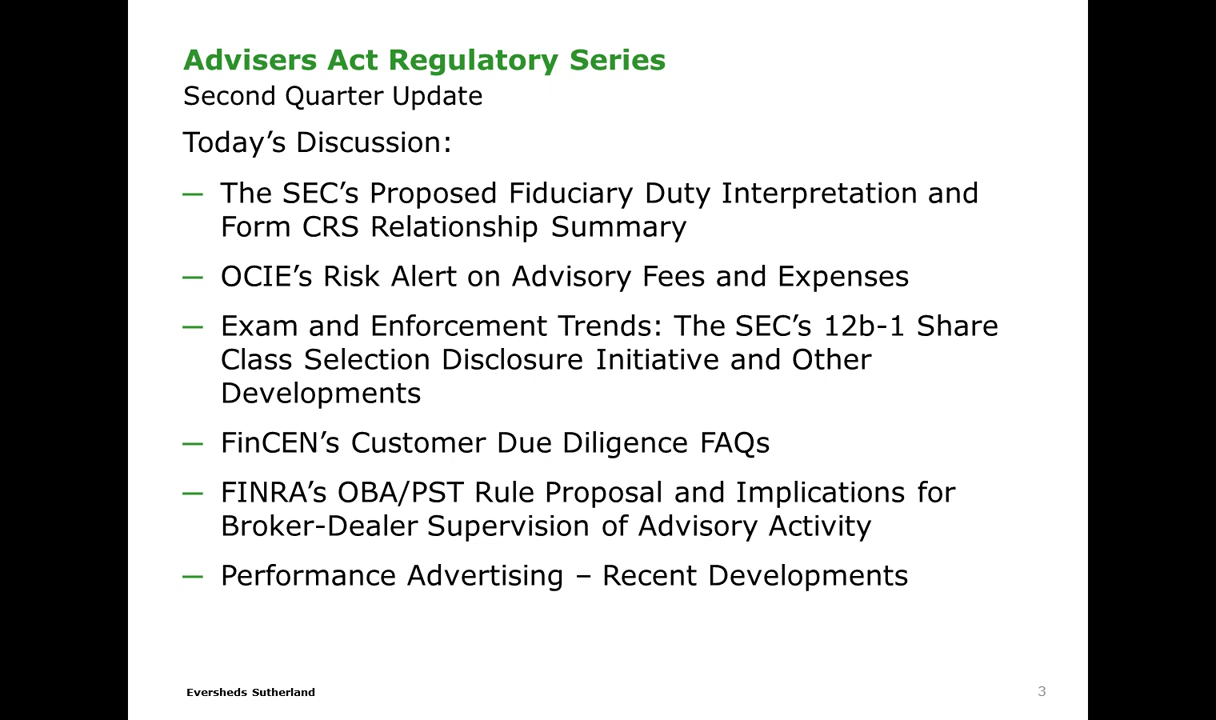 Advisers Act Regulatory Series
Second Quarter Update
Today’s Discussion:
— The SEC’s Proposed Fiduciary Duty Interpretation and
Form CRS Relationship Summary
— OCIE’s Risk Alert on Advisory Fees and Expenses
— Exam and Enforcement Trends: The SEC’s 12b-1 Share
Class Selection Disclosure Initiative and Other
Developments
— FinCEN’s Customer Due Diligence FAQs
— FINRA’s OBA/PST Rule Proposal and Implications for
Broker-Dealer Supervision of Advisory Activity
— Performance Advertising – Recent Developments
Eversheds Sutherland
3